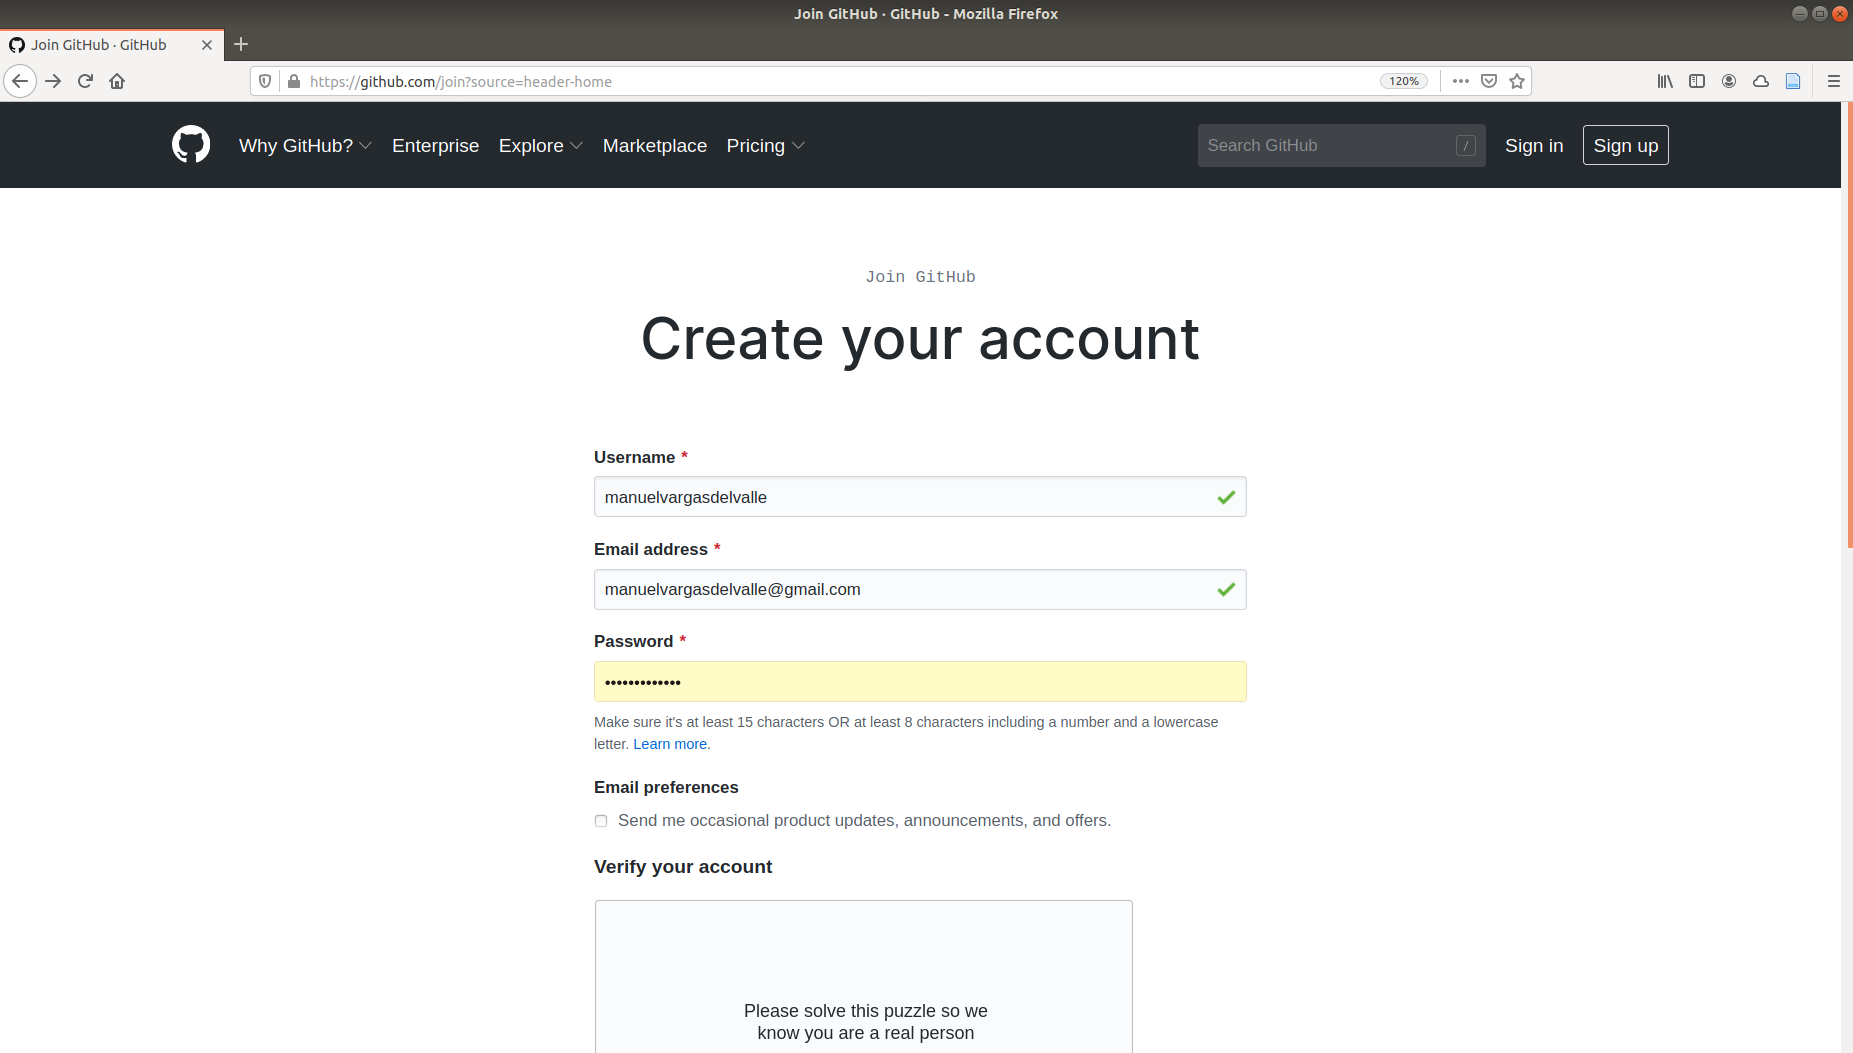 Join GitHub · GitHub - Mozilla Firefox
Join GitHub · GitHub
https://github.com/join?source=header-home 120%
Why GitHub? Enterprise Explore Marketplace Pricing Search GitHub / Sign in Sign up
Join GitHub
Create your account
Username *
manuelvargasdelvalle
Email address *
manuelvargasdelvalle@gmail.com
Password *
•••••••••••••
Make sure it's at least 15 characters OR at least 8 characters including a number and a lowercase
letter. Learn more.
Email preferences
Send me occasional product updates, announcements, and offers.
Verify your account
Please solve this puzzle so we
know you are a real person